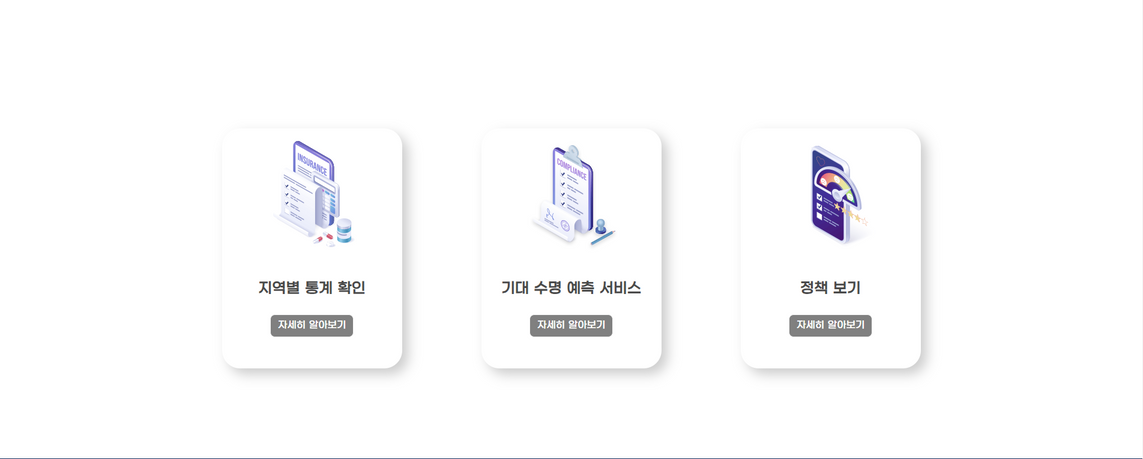 INSURANCE
COMPLIANCE
지역별 통계 확인
기대 수명 예측 서비스
정책 보기
자세히 알아보기
자세히 알아보기
자세히 알아보기